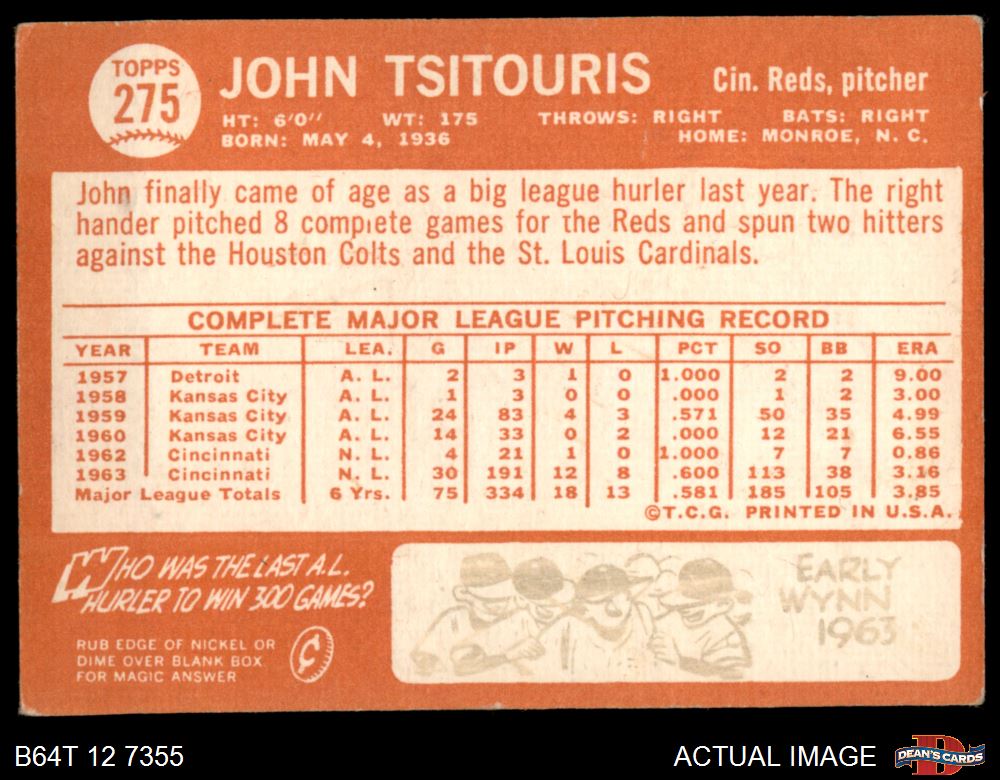 TOPPS
275
JOHN TSITOURIS
Cin. Reds, pitcher
HT: 6'0" WT: 175 THROWS: RIGHT BATS: RIGHT
BORN: MAY 4, 1936 HOME: MONROE, N. C.
John finally came of age as a big league hurler last year. The right
hander pitched 8 complete games for the Reds and spun two hitters
against the Houston Colts and the St. Louis Cardinals.
COMPLETE MAJOR LEAGUE PITCHING RECORD
YEAR TEAM LEA. G IP W L PCT SO BB ERA
1957 Detroit A. L. 2 3 1 0 1.000 2 2 9.00
1958 Kansas City A. L. 1 3 0 0 .000 1 2 3.00
1959 Kansas City A. L. 24 83 4 3 .571 50 35 4.99
1960 Kansas City A. L. 14 33 0 2 .000 12 21 6.55
1962 Cincinnati N. L. 4 21 1 0 1.000 7 7 0.86
1963 Cincinnati N. L. 30 191 12 8 .600 113 38 3.16
Major League Totals 6 Yrs. 75 334 18 13 .581 185 105 3.85
©T.C.G. PRINTED IN U.S.A.
WHO WAS THE LAST A.L.
HURLER TO WIN 300 GAMES?
RUB EDGE OF NICKEL OR
DIME OVER BLANK BOX
FOR MAGIC ANSWER
¢
EARLY
WYNN
1963
B64T 12 7355
ACTUAL IMAGE
DEAN'S CARDS